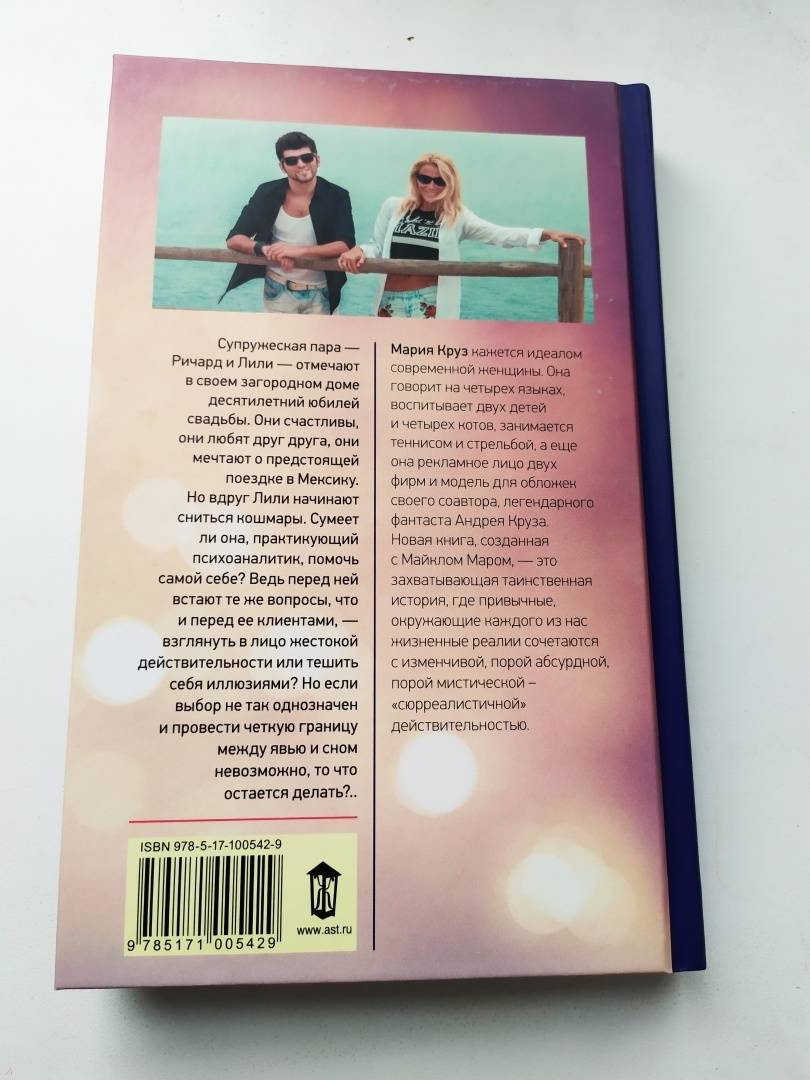 AZIL
Супружеская пара —
Ричард и Лили — отмечают
в своем загородном доме
десятилетний юбилей
свадьбы. Они счастливы,
они любят друг друга, они
мечтают о предстоящей
поездке в Мексику.
Но вдруг Лили начинают
сниться кошмары. Сумеет
ли она, практикующий
психоаналитик, помочь
самой себе? Ведь перед ней
встают те же вопросы, что
и перед ее клиентами, —
взглянуть в лицо жестокой
действительности или тешить
себя иллюзиями? Но если
выбор не так однозначен
и провести четкую границу
между явью и сном
невозможно, то что
остается делать?..
Мария Круз кажется идеалом
современной женщины. Она
говорит на четырех языках,
воспитывает двух детей
и четырех котов, занимается
теннисом и стрельбой, а еще
она рекламное лицо двух
фирм и модель для обложек
своего соавтора, легендарного
фантаста Андрея Круза.
Новая книга, созданная
с Майклом Маром, — это
захватывающая таинственная
история, где привычные,
окружающие каждого из нас
жизненные реалии сочетаются
с изменчивой, порой абсурдной,
порой мистической –
«сюрреалистичной»
действительностью.
ISBN 978-5-17-100542-9
9 785171 005429
www.ast.ru